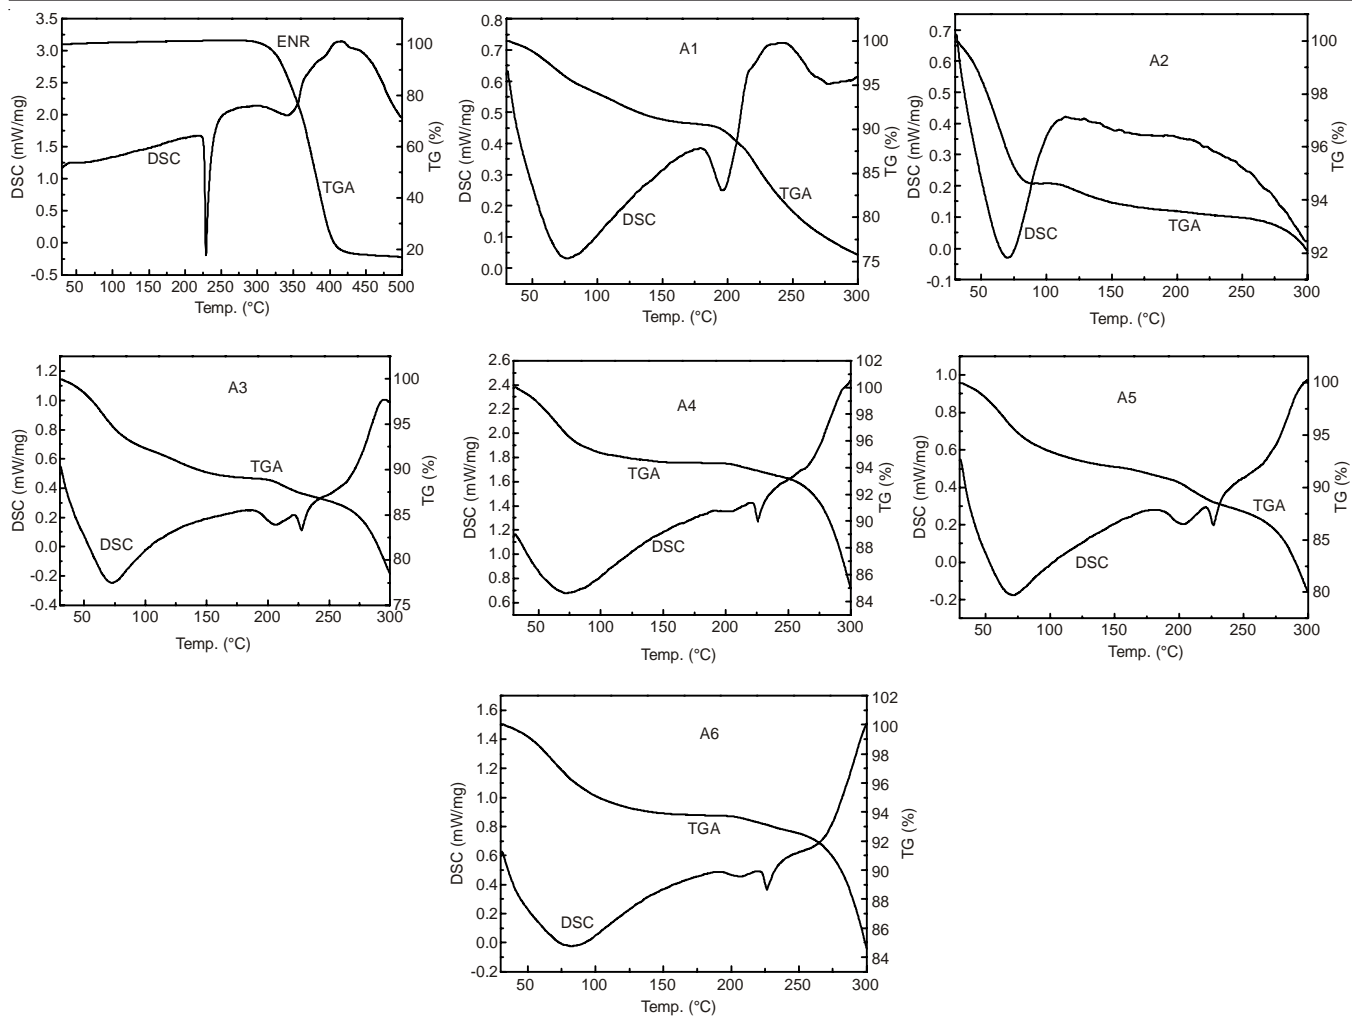 ENR
DSC
TGA
DSC (mW/mg)
TG (%)
Temp. (°C)
3.5
3.0
2.5
2.0
1.5
1.0
0.5
0.0
-0.5
100
80
60
40
20
50 100 150 200 250 300 350 400 450 500
A1
DSC
TGA
DSC (mW/mg)
TG (%)
Temp. (°C)
0.8
0.7
0.6
0.5
0.4
0.3
0.2
0.1
0.0
100
95
90
85
80
75
50 100 150 200 250 300
A2
DSC
TGA
DSC (mW/mg)
TG (%)
Temp. (°C)
0.7
0.6
0.5
0.4
0.3
0.2
0.1
0.0
-0.1
100
98
96
94
92
50 100 150 200 250 300
A3
TGA
DSC
DSC (mW/mg)
TG (%)
Temp. (°C)
1.2
1.0
0.8
0.6
0.4
0.2
0.0
-0.2
-0.4
100
95
90
85
80
75
50 100 150 200 250 300
A4
TGA
DSC
DSC (mW/mg)
TG (%)
Temp. (°C)
2.6
2.4
2.2
2.0
1.8
1.6
1.4
1.2
1.0
0.8
0.6
102
100
98
96
94
92
90
88
86
84
50 100 150 200 250 300
A5
TGA
DSC
DSC (mW/mg)
TG (%)
Temp. (°C)
1.0
0.8
0.6
0.4
0.2
0.0
-0.2
100
95
90
85
80
50 100 150 200 250 300
A6
TGA
DSC
DSC (mW/mg)
TG (%)
Temp. (°C)
1.6
1.4
1.2
1.0
0.8
0.6
0.4
0.2
0.0
-0.2
102
100
98
96
94
92
90
88
86
84
50 100 150 200 250 300